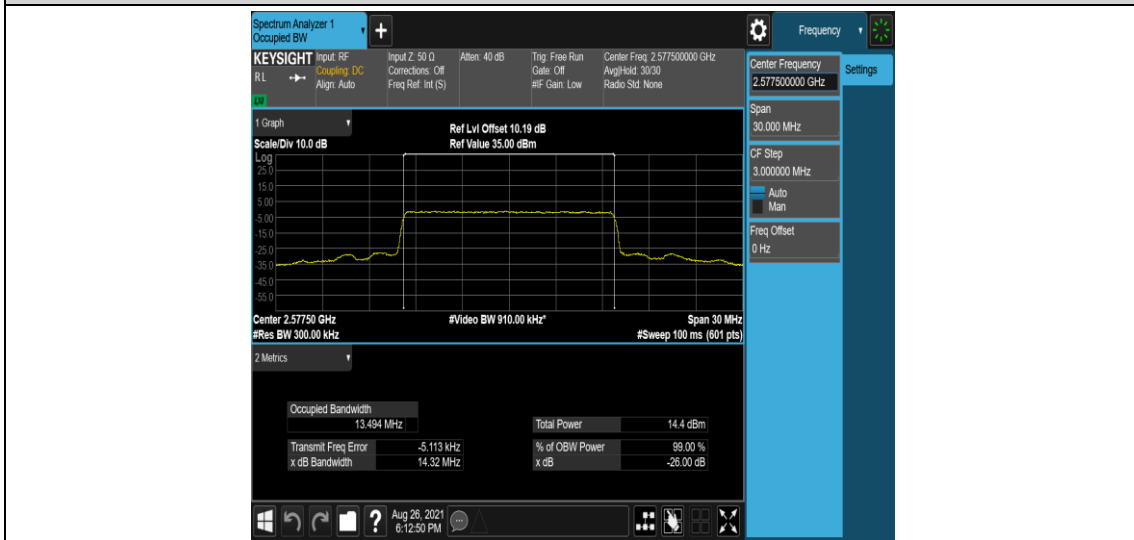 Spectrum Analyzer 1
Occupied BW
+
Frequency
KEYSIGHT
RL
Input: RF
Coupling: DC
Align: Auto
Input Z: 50 Ω
Corrections: Off
Freq Ref: Int (S)
Atten: 40 dB
Trig: Free Run
Gate: Off
#IF Gain: Low
Center Freq: 2.577500000 GHz
Avg|Hold: 30/30
Radio Std: None
Center Frequency
2.577500000 GHz
Settings
Span
30.000 MHz
CF Step
3.000000 MHz
Auto
Man
Freq Offset
0 Hz
1 Graph
Scale/Div 10.0 dB
Ref Lvl Offset 10.19 dB
Ref Value 35.00 dBm
Log
25.0
15.0
5.00
-5.00
-15.0
-25.0
-35.0
-45.0
-55.0
Center 2.57750 GHz
#Video BW 910.00 kHz*
Span 30 MHz
#Res BW 300.00 kHz
#Sweep 100 ms (601 pts)
2 Metrics
Occupied Bandwidth
13.494 MHz
Total Power 14.4 dBm
Transmit Freq Error -5.113 kHz
% of OBW Power 99.00 %
x dB Bandwidth 14.32 MHz
x dB -26.00 dB
?
Aug 26, 2021
6:12:50 PM